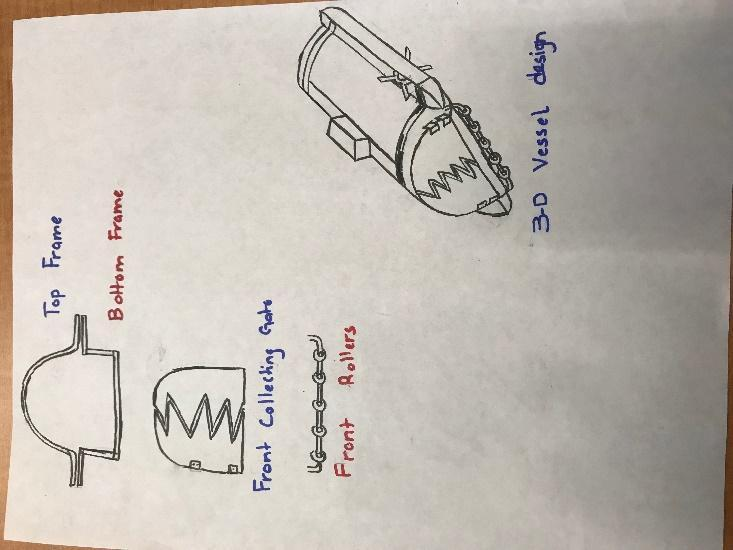 Top Frame
Bottom Frame
Front Collecting Gate
Front Rollers
3-D Vessel design